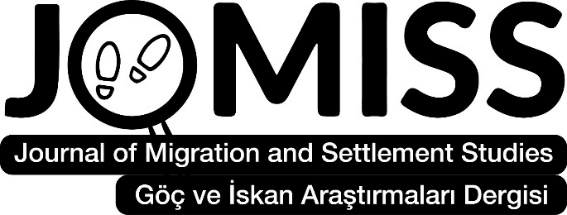 JOMISS
Journal of Migration and Settlement Studies
Göç ve İskan Araştırmaları Dergisi